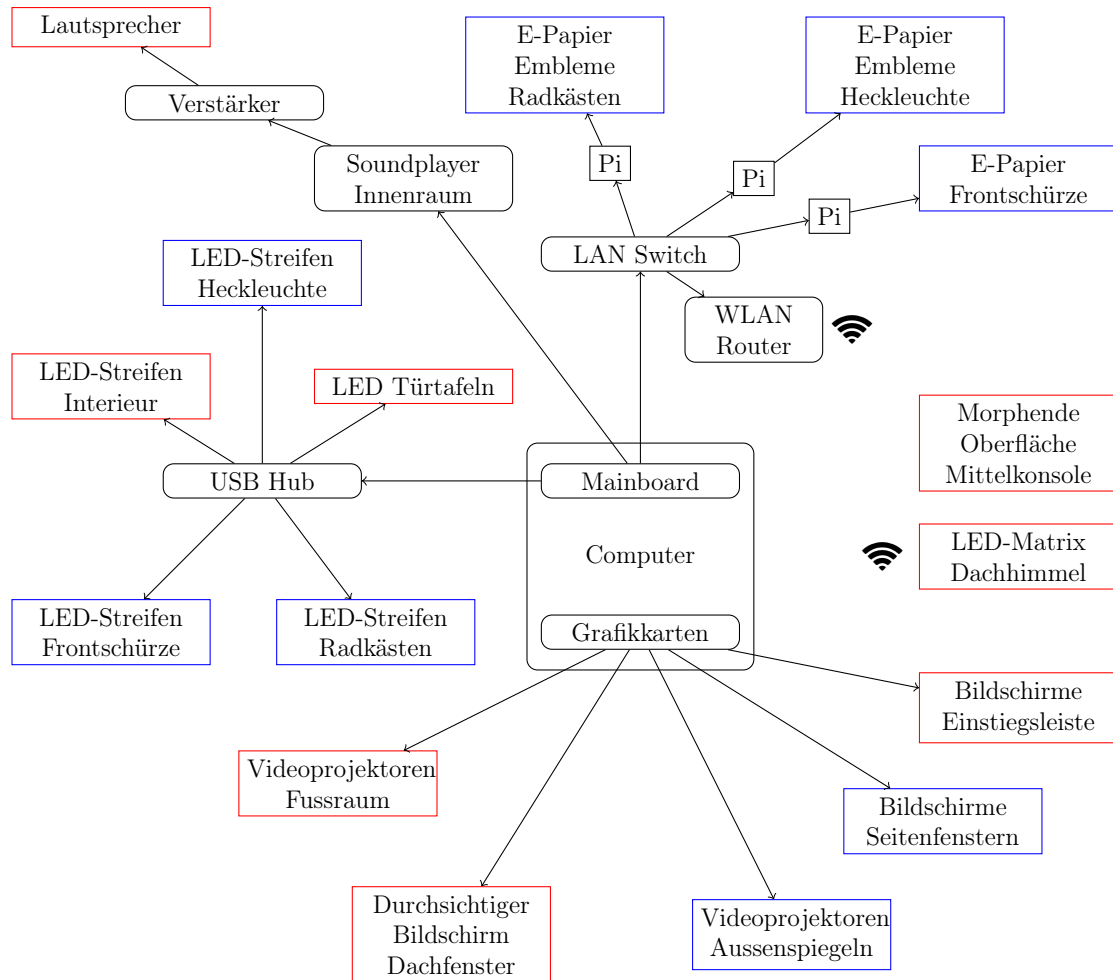 Lautsprecher
E-Papier
Embleme
Radkästen
E-Papier
Embleme
Heckleuchte
Verstärker
Soundplayer
Innenraum
Pi
Pi
E-Papier
Frontschürze
Pi
LAN Switch
LED-Streifen
Heckleuchte
WLAN
Router
LED-Streifen
Interieur
LED Türtafeln
Morphende
Oberfläche
Mittelkonsole
USB Hub
Mainboard
Computer
LED-Matrix
Dachhimmel
LED-Streifen
Frontschürze
LED-Streifen
Radkästen
Grafikkarten
Bildschirme
Einstiegsleiste
Videoprojektoren
Fussraum
Bildschirme
Seitenfenstern
Durchsichtiger
Bildschirm
Dachfenster
Videoprojektoren
Aussenspiegeln